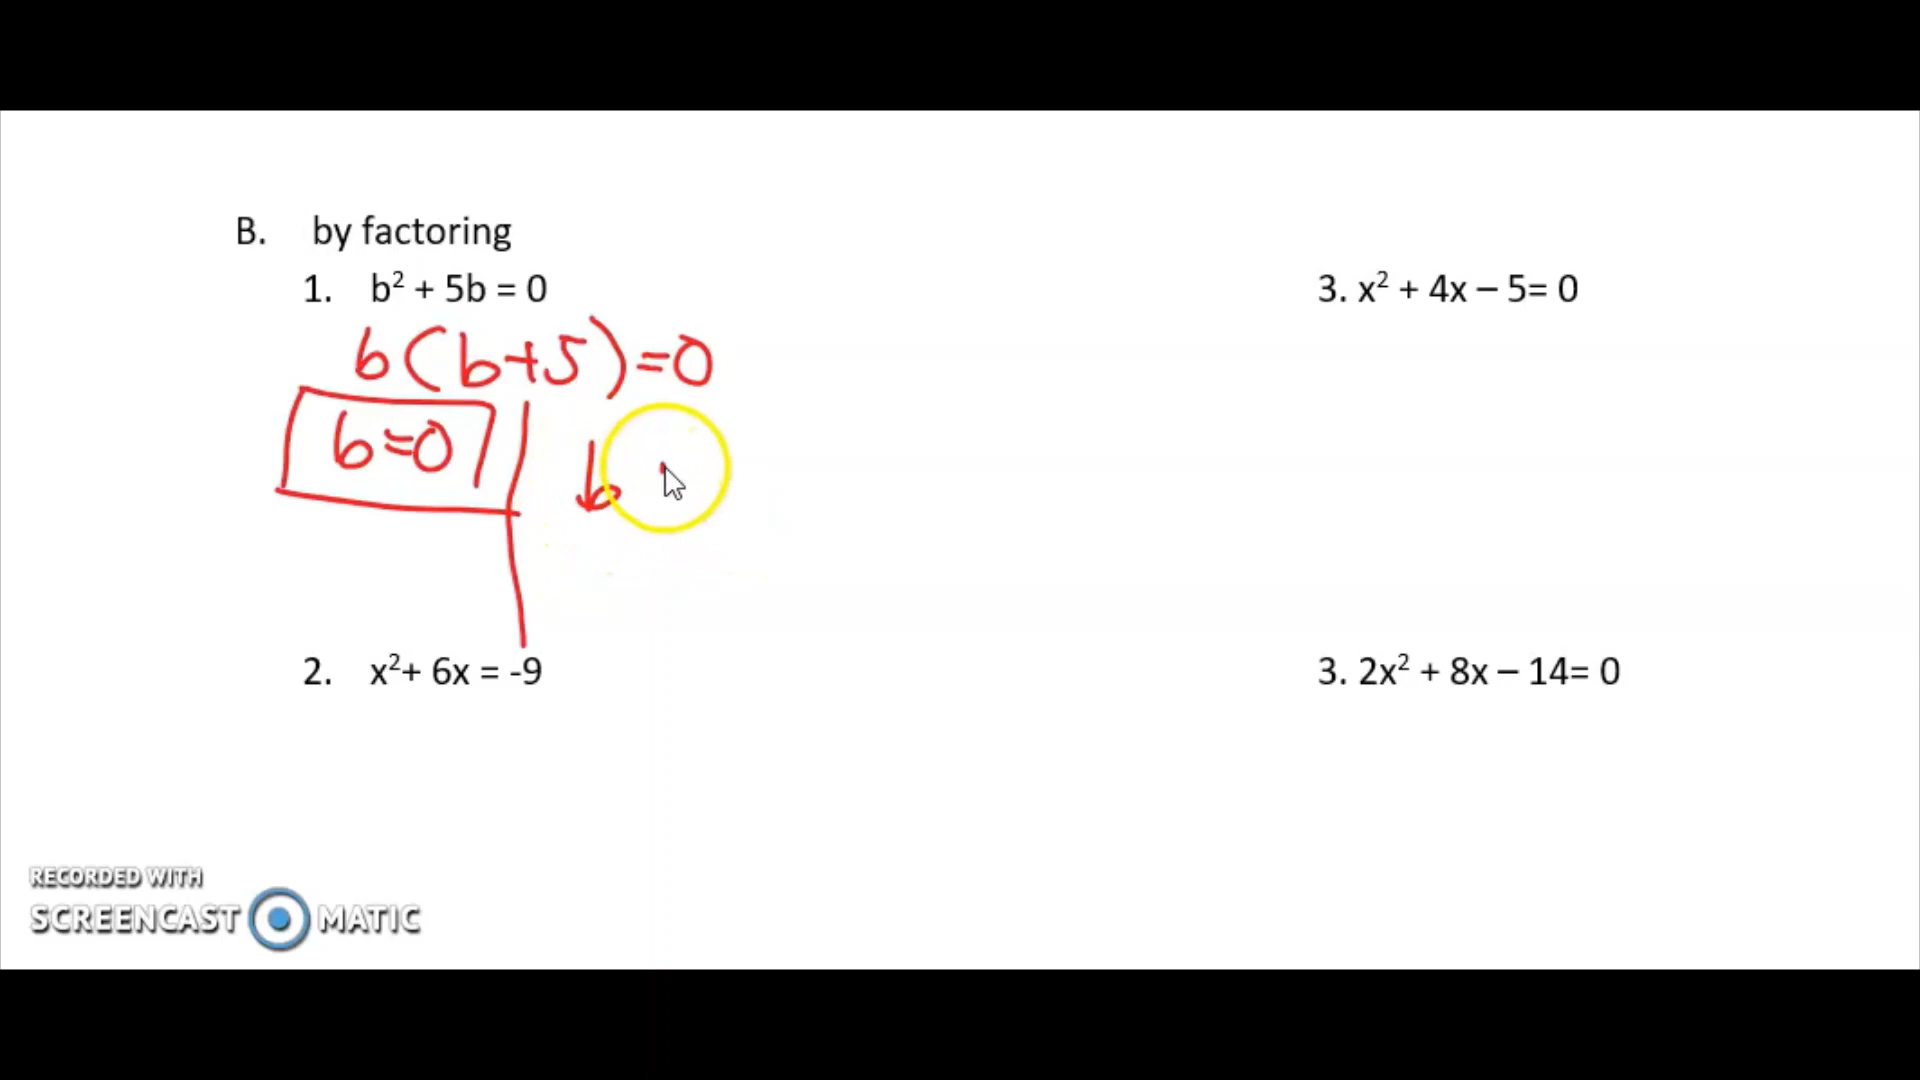 B. by factoring
1. b² + 5b = 0
b(b+5)=0
b=0
b
2. x²+ 6x = -9
3. x² + 4x – 5= 0
3. 2x² + 8x – 14= 0
RECORDED WITH
SCREENCAST MATIC